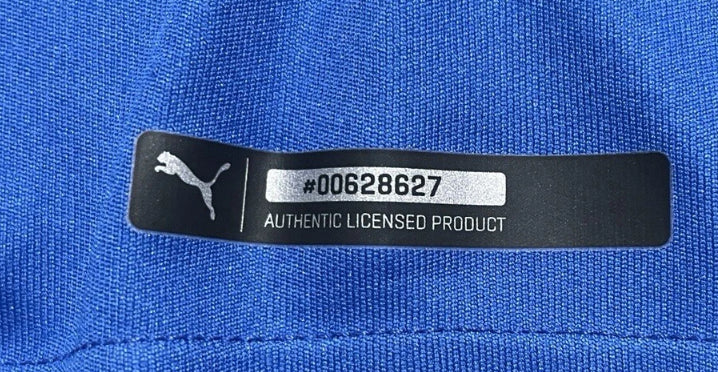 #00628627
AUTHENTIC LICENSED PRODUCT